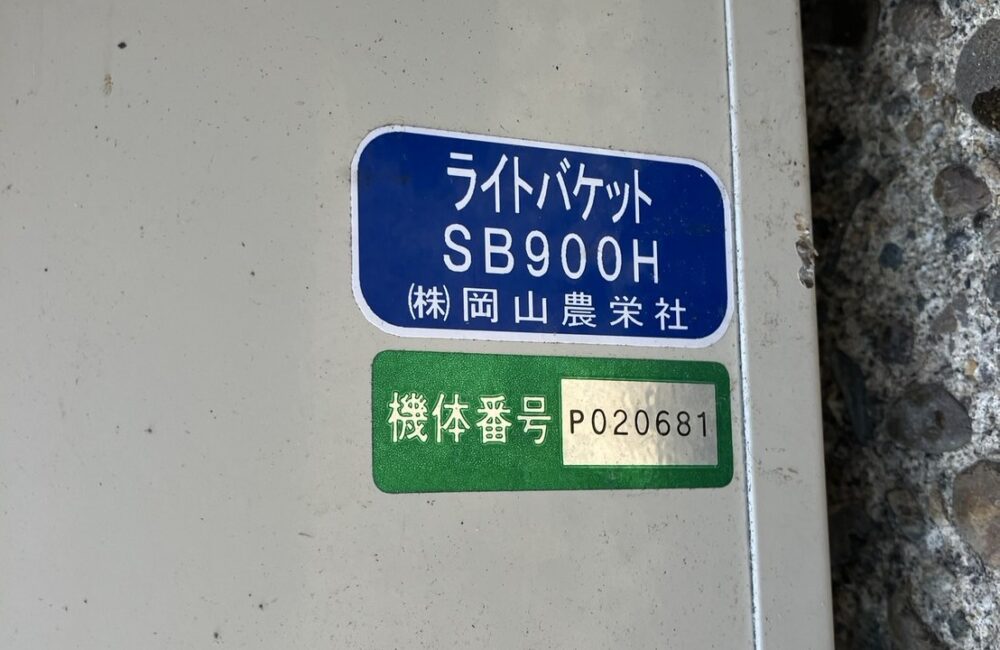 ライトバケット
SB900H
㈱岡山農栄社
機体番号 P020681